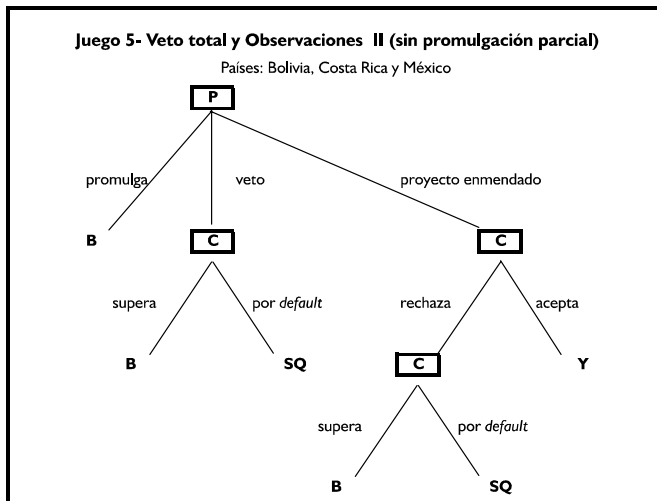 Juego 5- Veto total y Observaciones II (sin promulgación parcial)
Países: Bolivia, Costa Rica y México
P
promulga
veto
proyecto enmendado
B
C
C
supera
por default
rechaza
acepta
B
SQ
C
Y
supera
por default
B
SQ